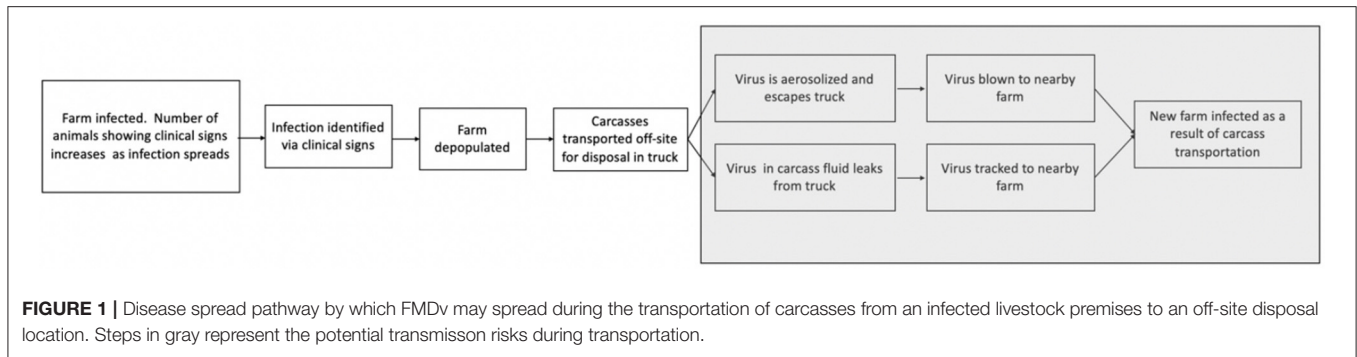 Farm infected. Number of
animals showing clinical signs
increases as infection spreads
Infection identified
via clinical signs
Farm
depopulated
Carcasses
transported off-site
for disposal in truck
Virus is aerosolized and
escapes truck
Virus blown to nearby
farm
Virus in carcass fluid leaks
from truck
Virus tracked to nearby
farm
New farm infected as a
result of carcass
transportation
FIGURE 1 | Disease spread pathway by which FMDv may spread during the transportation of carcasses from an infected livestock premises to an off-site disposal
location. Steps in gray represent the potential transmisson risks during transportation.